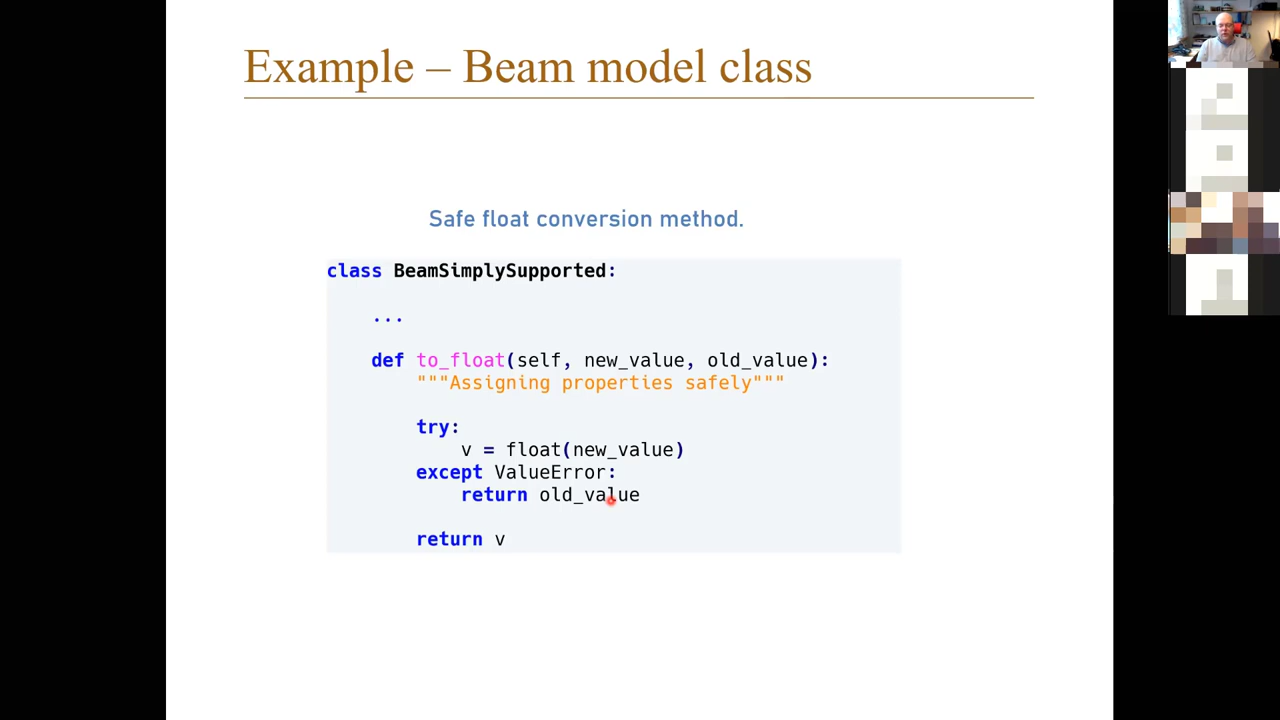 Example – Beam model class
Safe float conversion method.
class BeamSimplySupported:
...
def to_float(self, new_value, old_value):
"""Assigning properties safely"""
try:
v = float(new_value)
except ValueError:
return old_value
return v